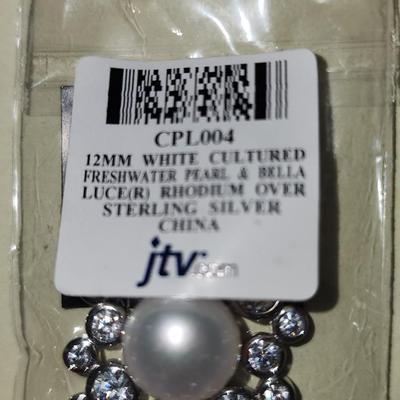 CPL004
12MM WHITE CULTURED
FRESHWATER PEARL & BELLA
LUCE(R) RHODIUM OVER
STERLING SILVER
CHINA
jtv.com